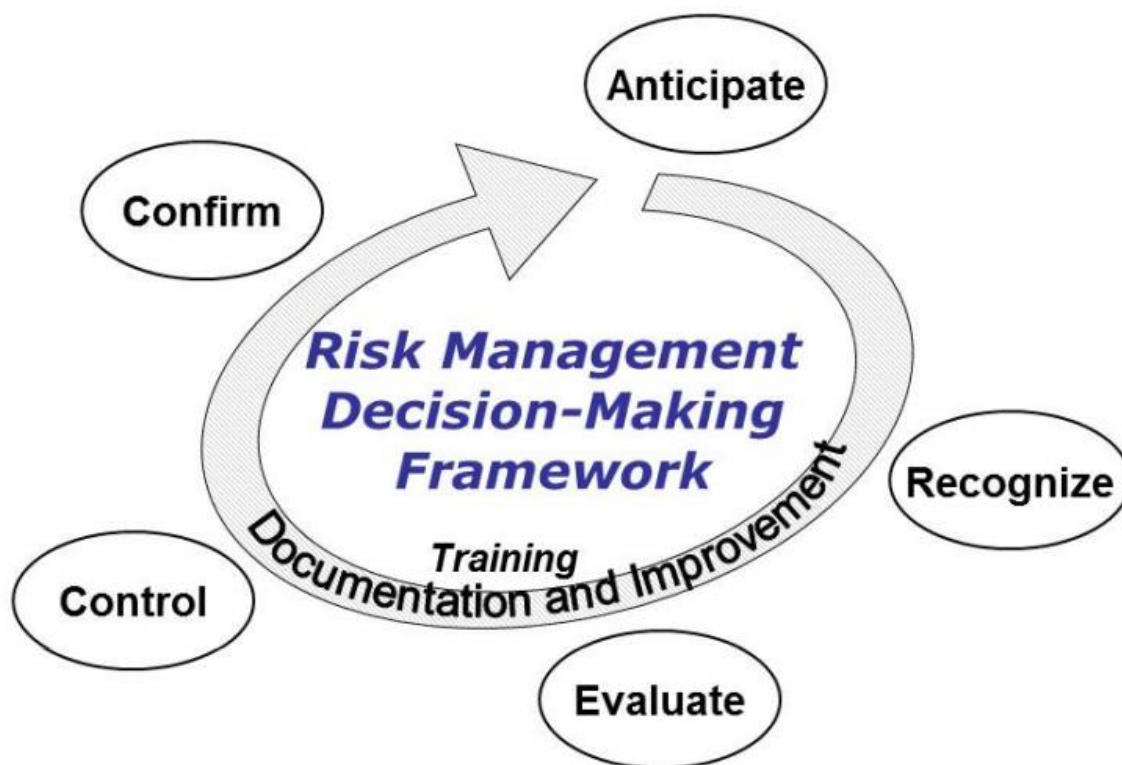 Anticipate
Confirm
Risk Management
Decision-Making
Framework
Recognize
Training
Documentation and Improvement
Control
Evaluate